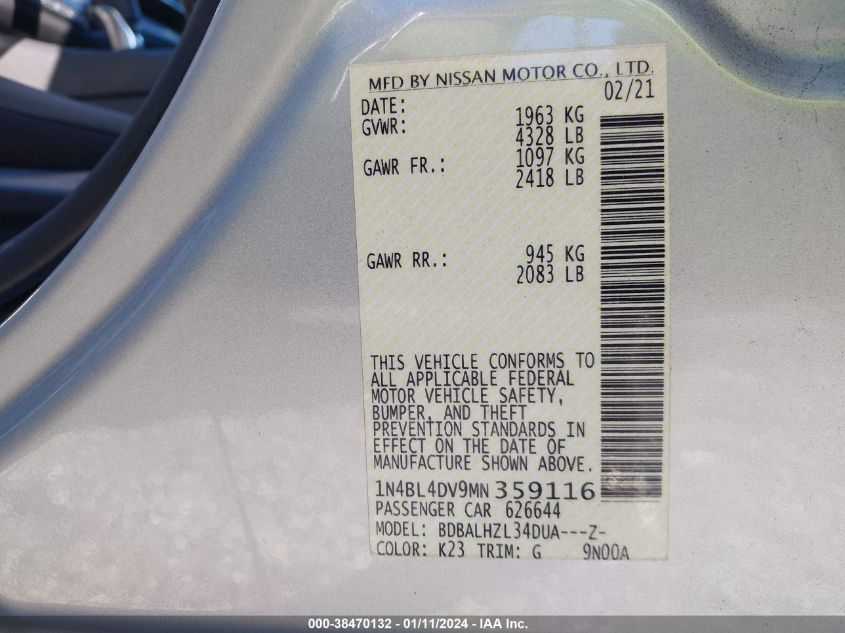 MFD BY NISSAN MOTOR CO., LTD.
DATE: 02/21
GVWR: 1963 KG
4328 LB
GAWR FR.: 1097 KG
2418 LB
GAWR RR.: 945 KG
2083 LB
THIS VEHICLE CONFORMS TO
ALL APPLICABLE FEDERAL
MOTOR VEHICLE SAFETY,
BUMPER, AND THEFT
PREVENTION STANDARDS IN
EFFECT ON THE DATE OF
MANUFACTURE SHOWN ABOVE.
1N4BL4DV9MN359116
PASSENGER CAR 626644
MODEL: BDBALHZL34DUA---Z-
COLOR: K23 TRIM: G 9N00A
000-38470132 - 01/11/2024 - IAA Inc.